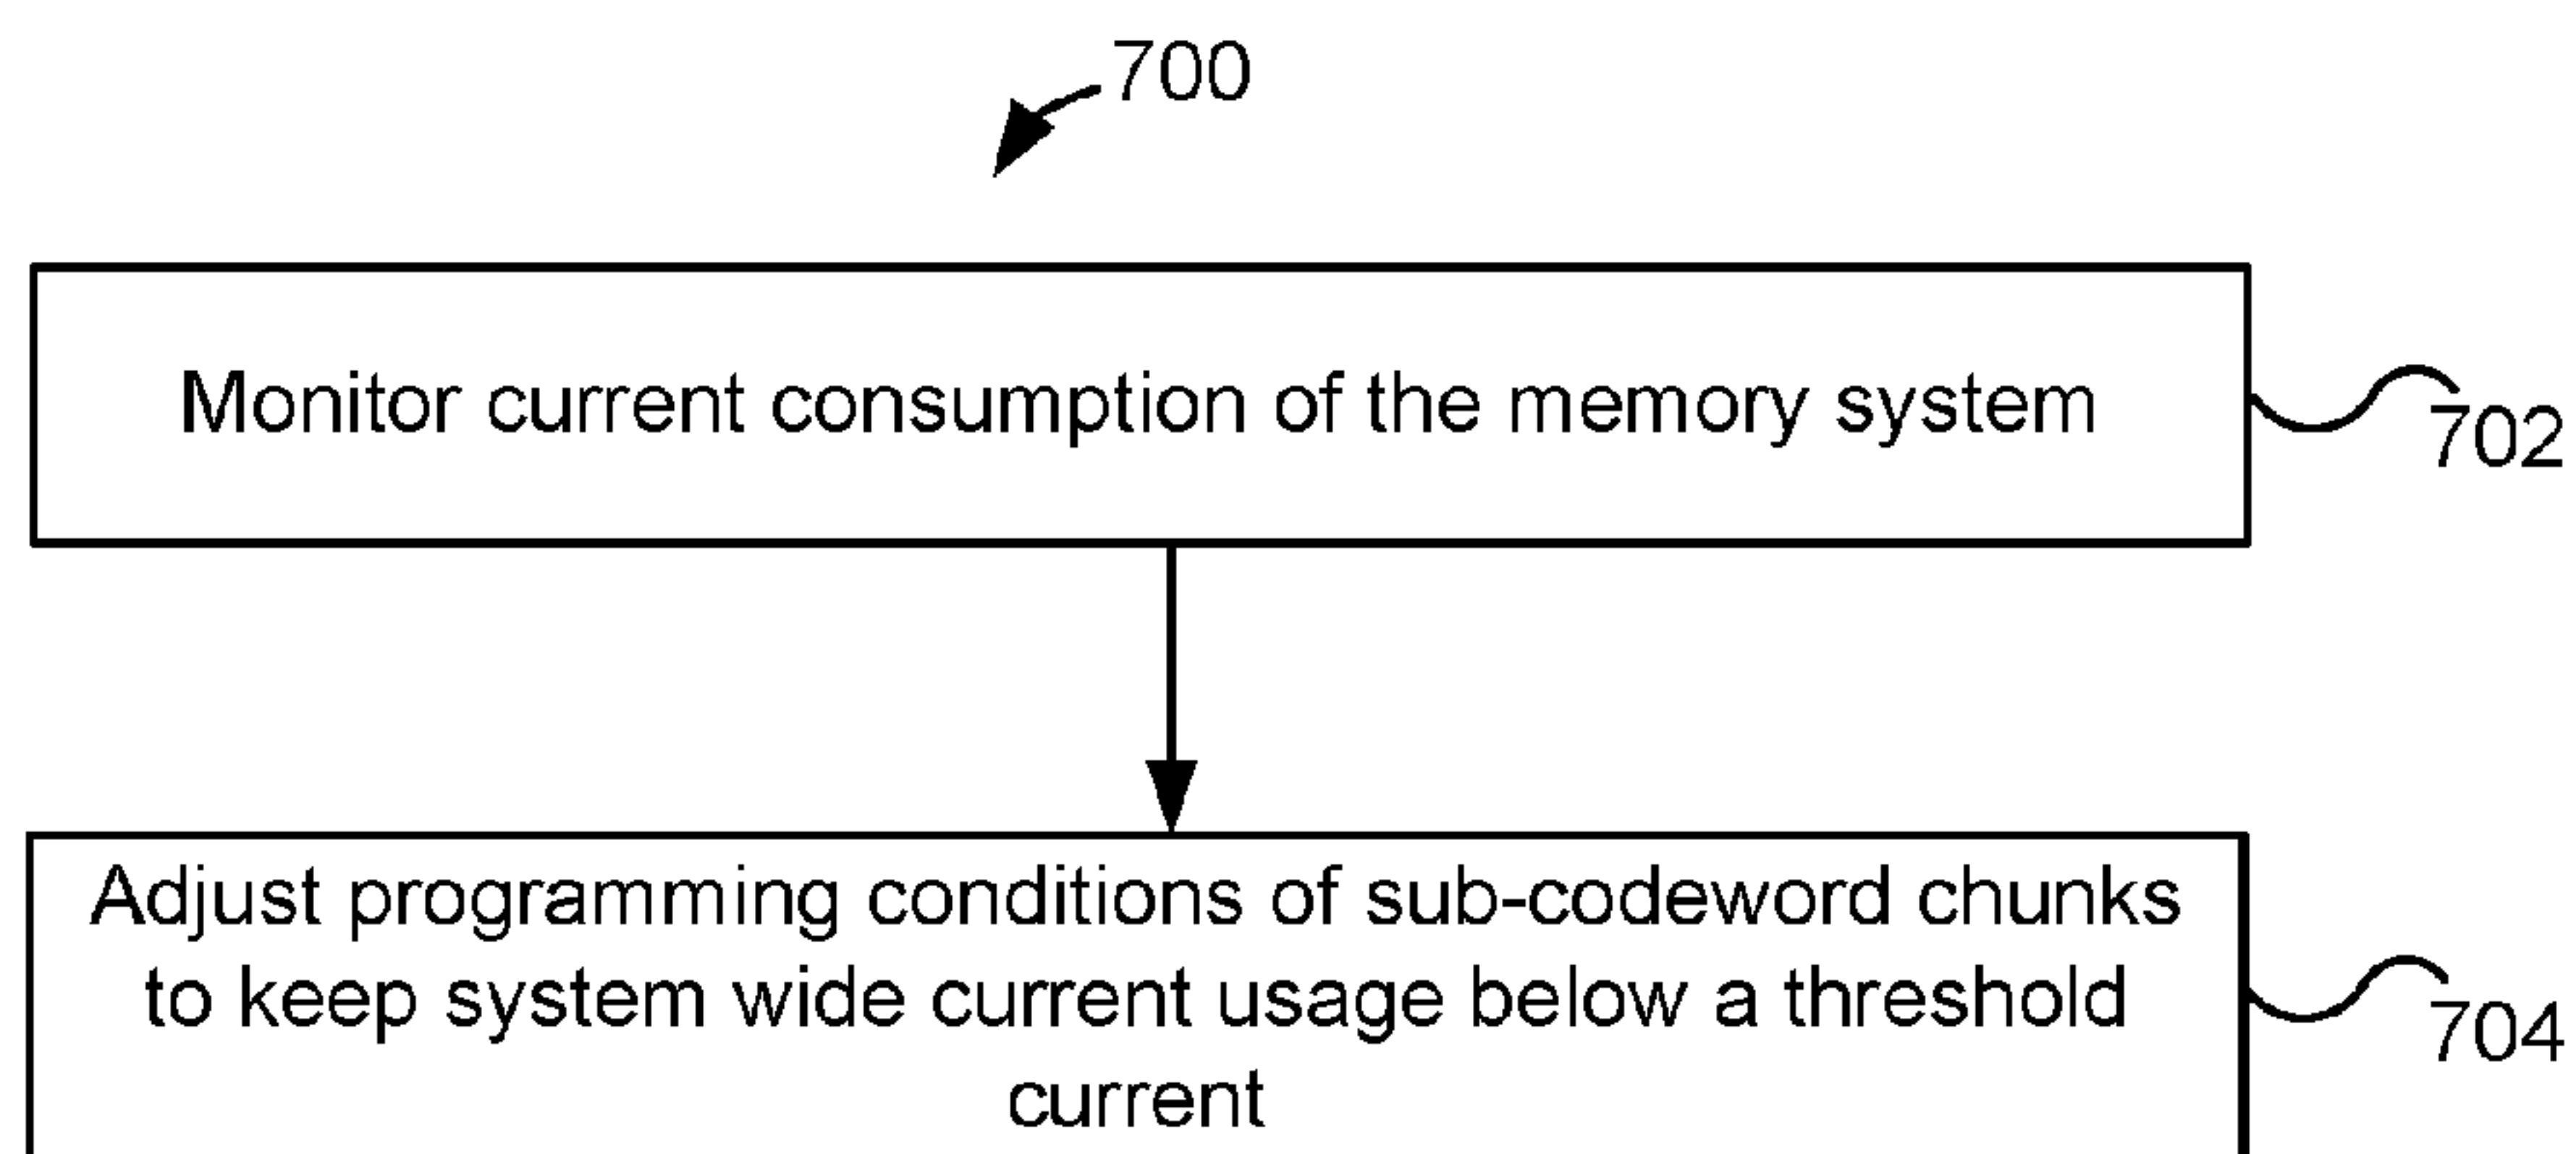 700
Monitor current consumption of the memory system
702
Adjust programming conditions of sub-codeword chunks
to keep system wide current usage below a threshold
current
704